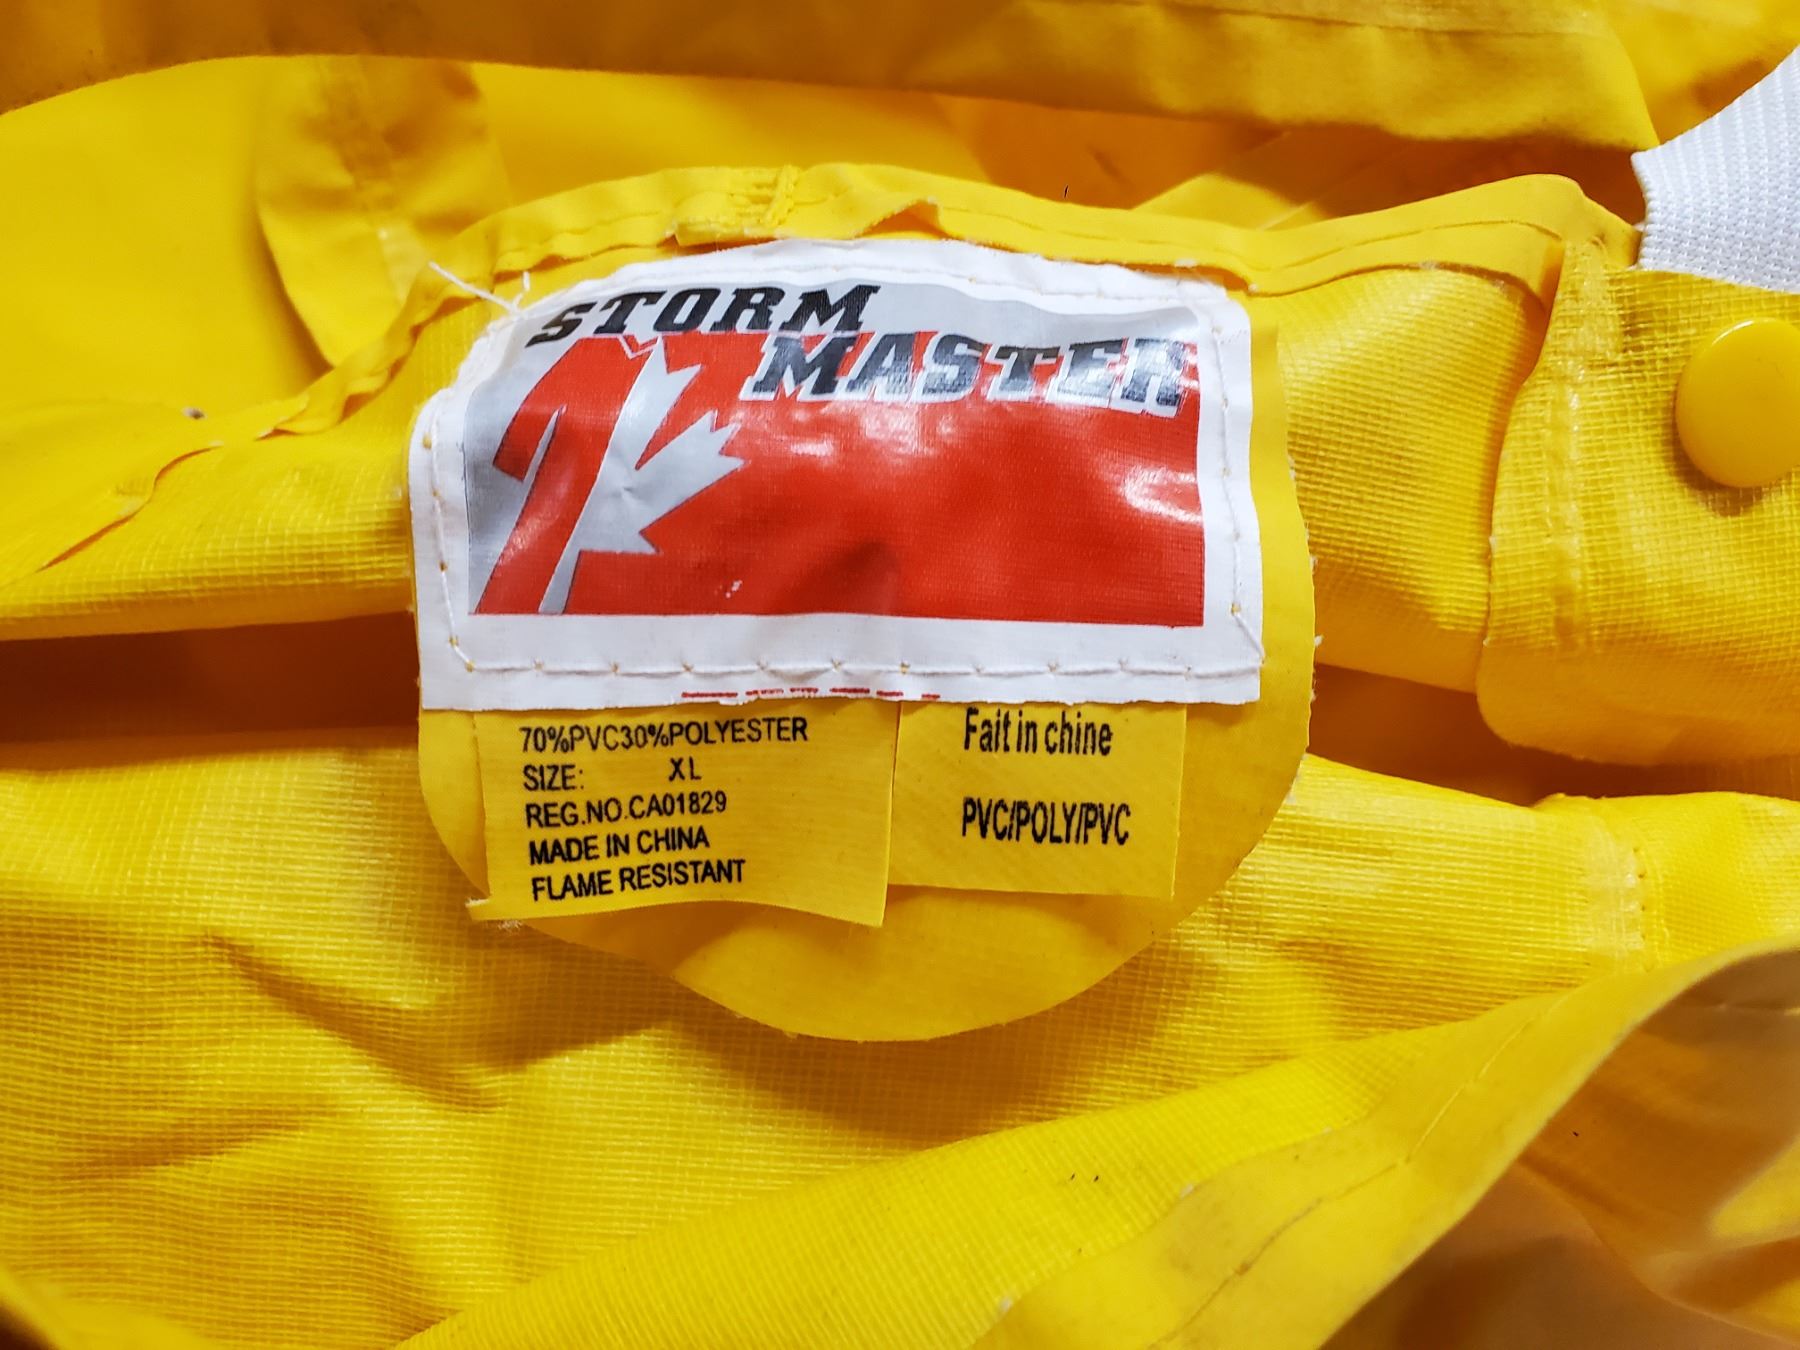 STORM
MASTER
70%PVC30%POLYESTER
SIZE: XL
REG.NO.CA01829
MADE IN CHINA
FLAME RESISTANT
Fait in chine
PVC/POLY/PVC